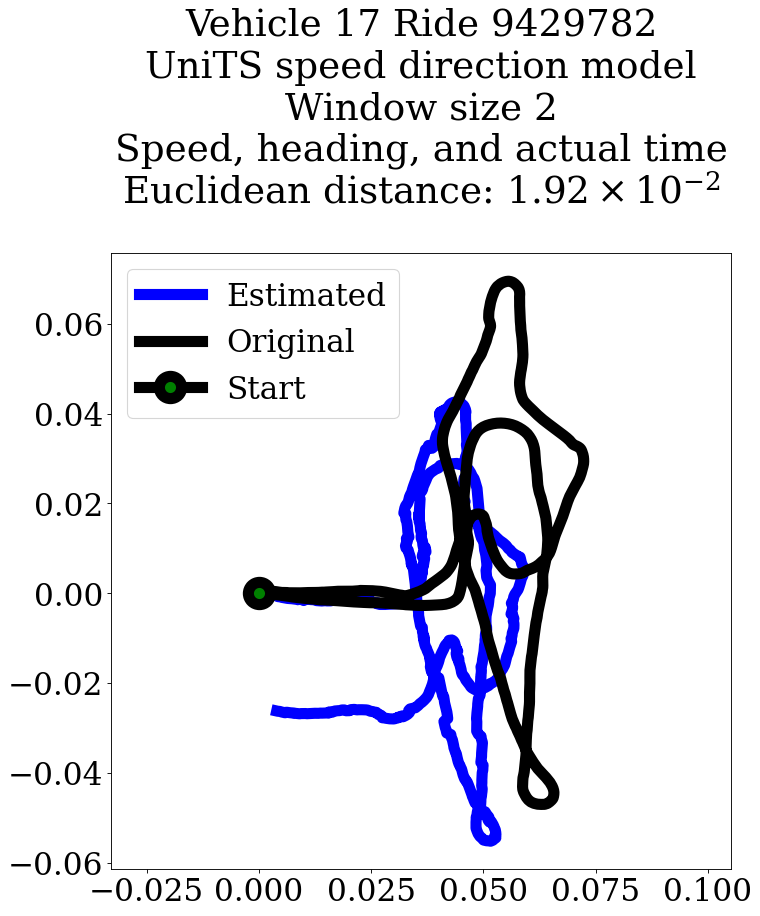 Vehicle 17 Ride 9429782
UniTS speed direction model
Window size 2
Speed, heading, and actual time
Euclidean distance: 1.92 × 10⁻²
Estimated
Original
Start
0.06
0.04
0.02
0.00
−0.02
−0.04
−0.06
−0.025 0.000 0.025 0.050 0.075 0.100